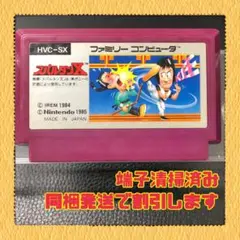 HVC-SX
ファミリーコンピュータ
スパルタンX
© IREM 1984
© Nintendo 1985
MADE IN JAPAN
端子清掃済み
同梱発送で割引します